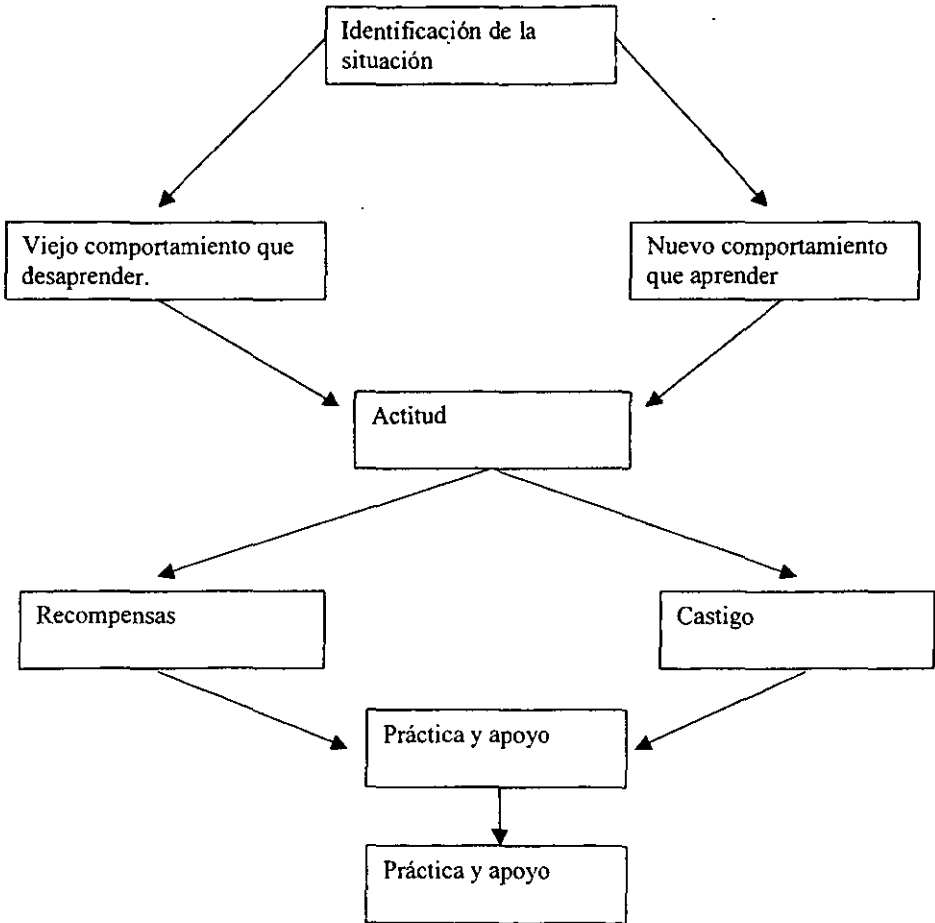 Identificación de la
situación
Viejo comportamiento que
desaprender.
Nuevo comportamiento
que aprender
Actitud
Recompensas
Castigo
Práctica y apoyo
Práctica y apoyo